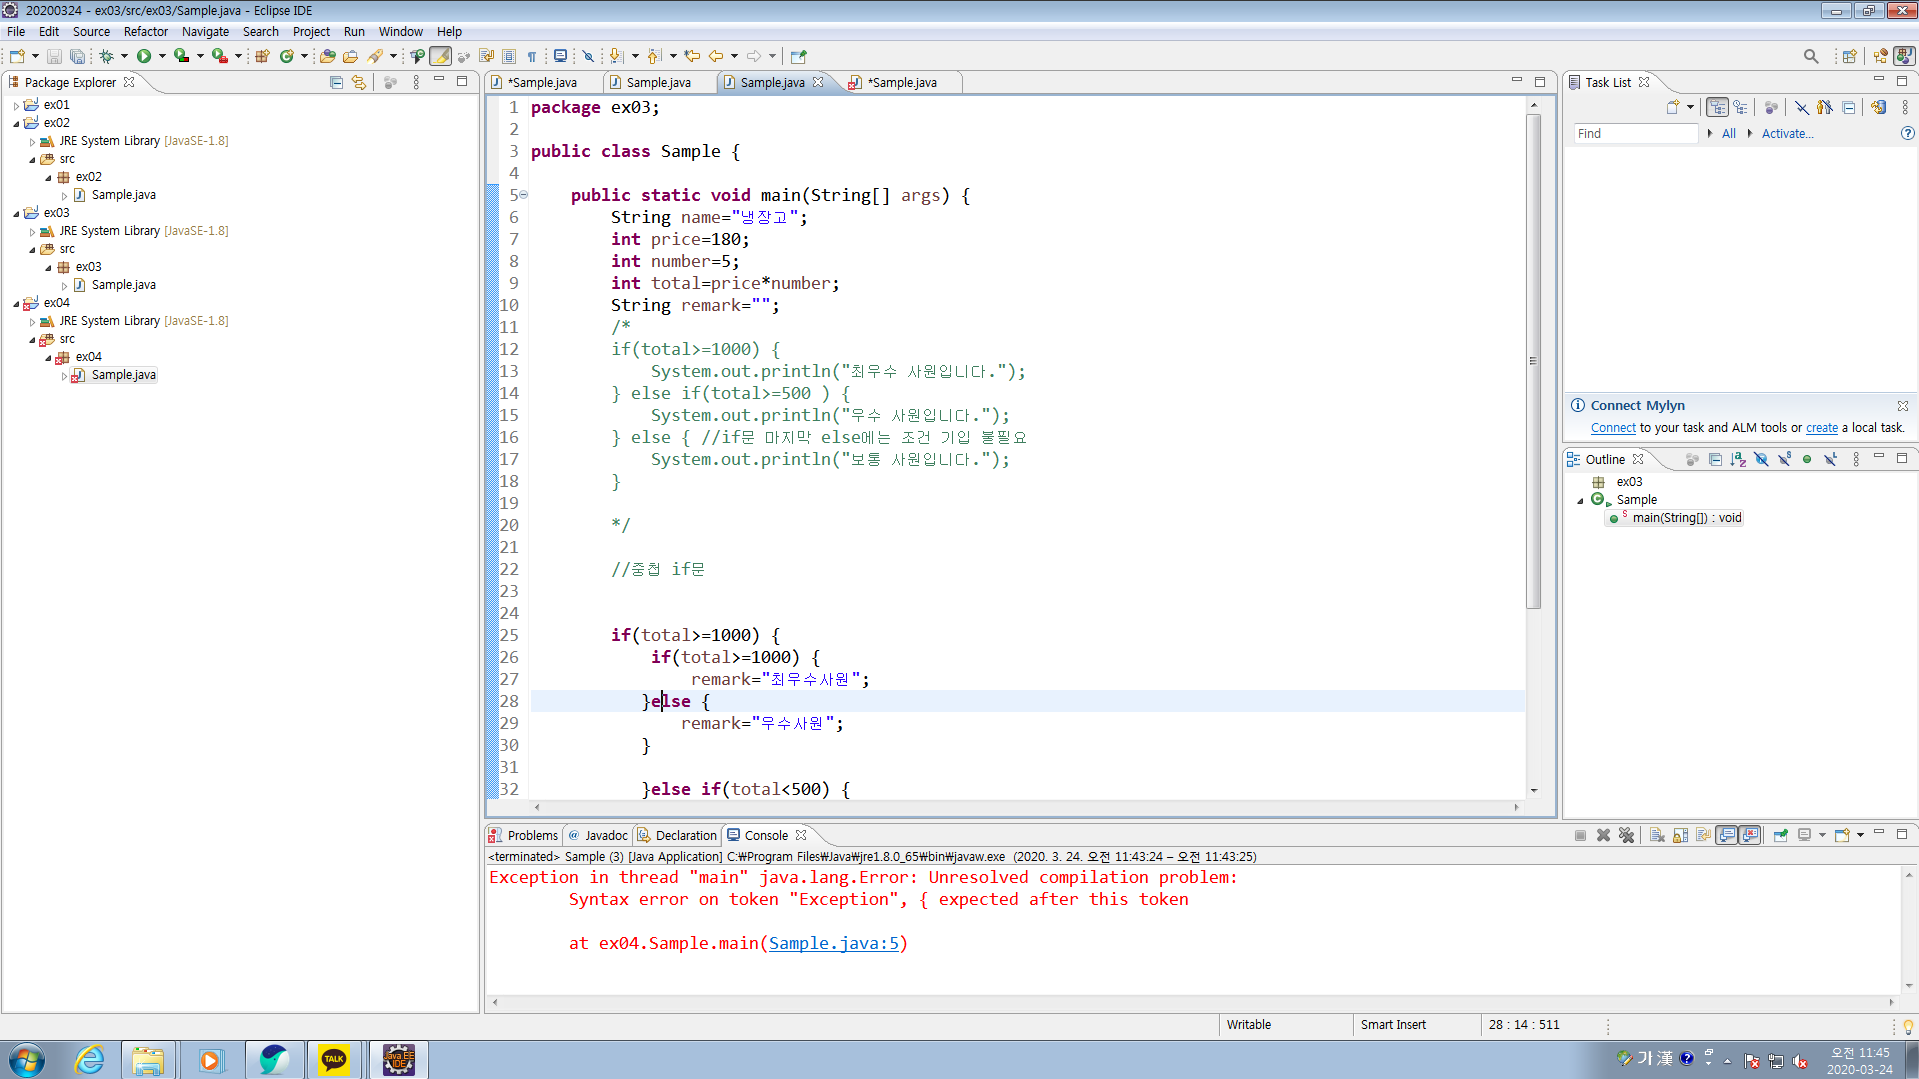 20200324 - ex03/src/ex03/Sample.java - Eclipse IDE
File Edit Source Refactor Navigate Search Project Run Window Help
Package Explorer
ex01
ex02
JRE System Library [JavaSE-1.8]
src
ex02
Sample.java
ex03
JRE System Library [JavaSE-1.8]
src
ex03
Sample.java
ex04
JRE System Library [JavaSE-1.8]
src
ex04
Sample.java
*Sample.java Sample.java Sample.java *Sample.java
1 package ex03;
2
3 public class Sample {
4
5 public static void main(String[] args) {
6 String name="냉장고";
7 int price=180;
8 int number=5;
9 int total=price*number;
10 String remark="";
11 /*
12 if(total>=1000) {
13 System.out.println("최우수 사원입니다.");
14 } else if(total>=500 ) {
15 System.out.println("우수 사원입니다.");
16 } else { //if문 마지막 else에는 조건 기입 불필요
17 System.out.println("보통 사원입니다.");
18 }
19
20 */
21
22 //중첩 if문
23
24
25 if(total>=1000) {
26 if(total>=1000) {
27 remark="최우수사원";
28 }else {
29 remark="우수사원";
30 }
31
32 }else if(total<500) {
Task List
Find All Activate...
Connect Mylyn
Connect to your task and ALM tools or create a local task.
Outline
ex03
Sample
main(String[]) : void
Problems @ Javadoc Declaration Console
<terminated> Sample (3) [Java Application] C:₩Program Files₩Java₩jre1.8.0_65₩bin₩javaw.exe (2020. 3. 24. 오전 11:43:24 – 오전 11:43:25)
Exception in thread "main" java.lang.Error: Unresolved compilation problem:
Syntax error on token "Exception", { expected after this token
at ex04.Sample.main(Sample.java:5)
Writable Smart Insert 28 : 14 : 511
TALK
Java EE
IDE
가 漢
오전 11:45
2020-03-24